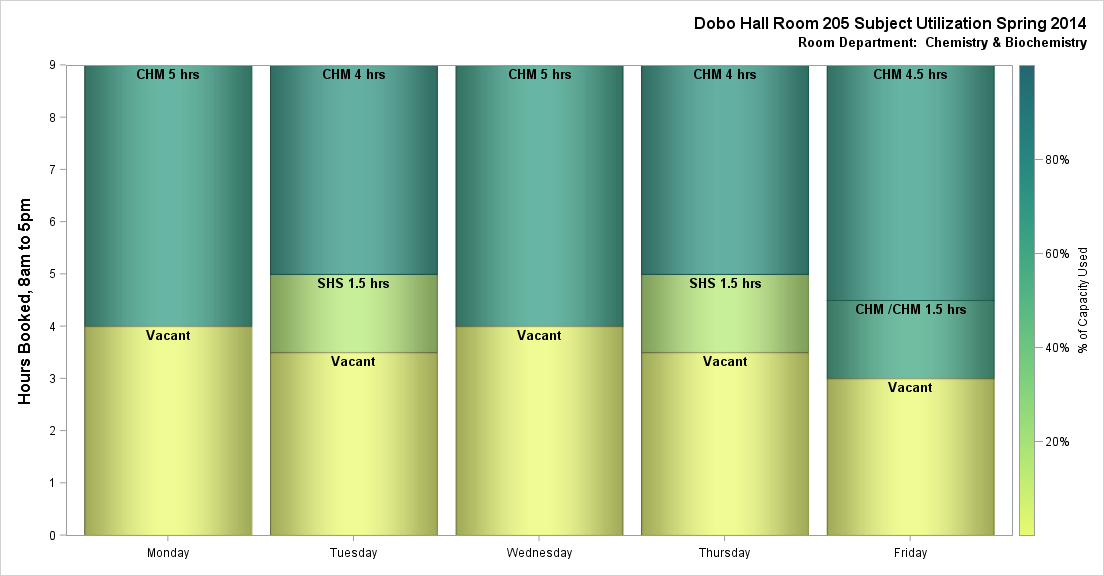 Dobo Hall Room 205 Subject Utilization Spring 2014
Room Department:  Chemistry & Biochemistry
Hours Booked, 8am to 5pm
9
8
7
6
5
4
3
2
1
0
CHM 5 hrs
Vacant
CHM 4 hrs
SHS 1.5 hrs
Vacant
CHM 5 hrs
Vacant
CHM 4 hrs
SHS 1.5 hrs
Vacant
CHM 4.5 hrs
CHM /CHM 1.5 hrs
Vacant
Monday
Tuesday
Wednesday
Thursday
Friday
80%
60%
40%
20%
% of Capacity Used